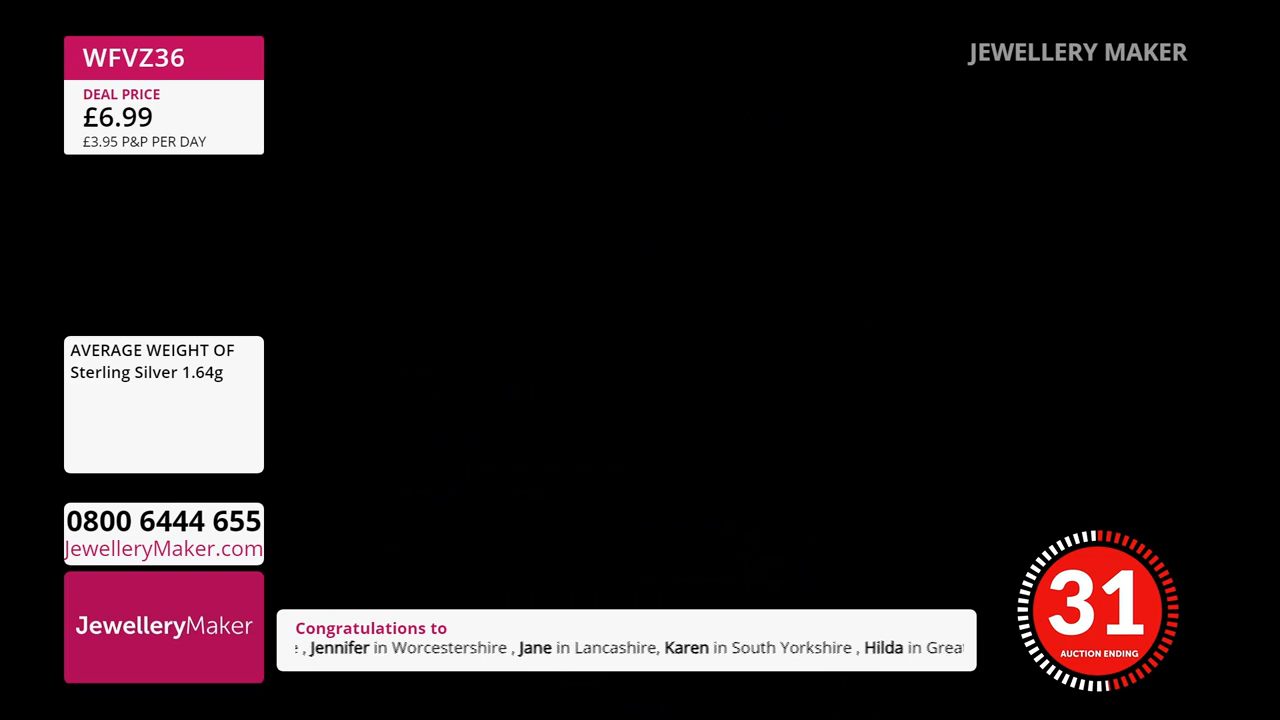 WFVZ36
DEAL PRICE
£6.99
£3.95 P&P PER DAY
JEWELLERY MAKER
AVERAGE WEIGHT OF
Sterling Silver 1.64g
0800 6444 655
JewelleryMaker.com
JewelleryMaker
Congratulations to
, Jennifer in Worcestershire , Jane in Lancashire, Karen in South Yorkshire , Hilda in
31
AUCTION ENDING